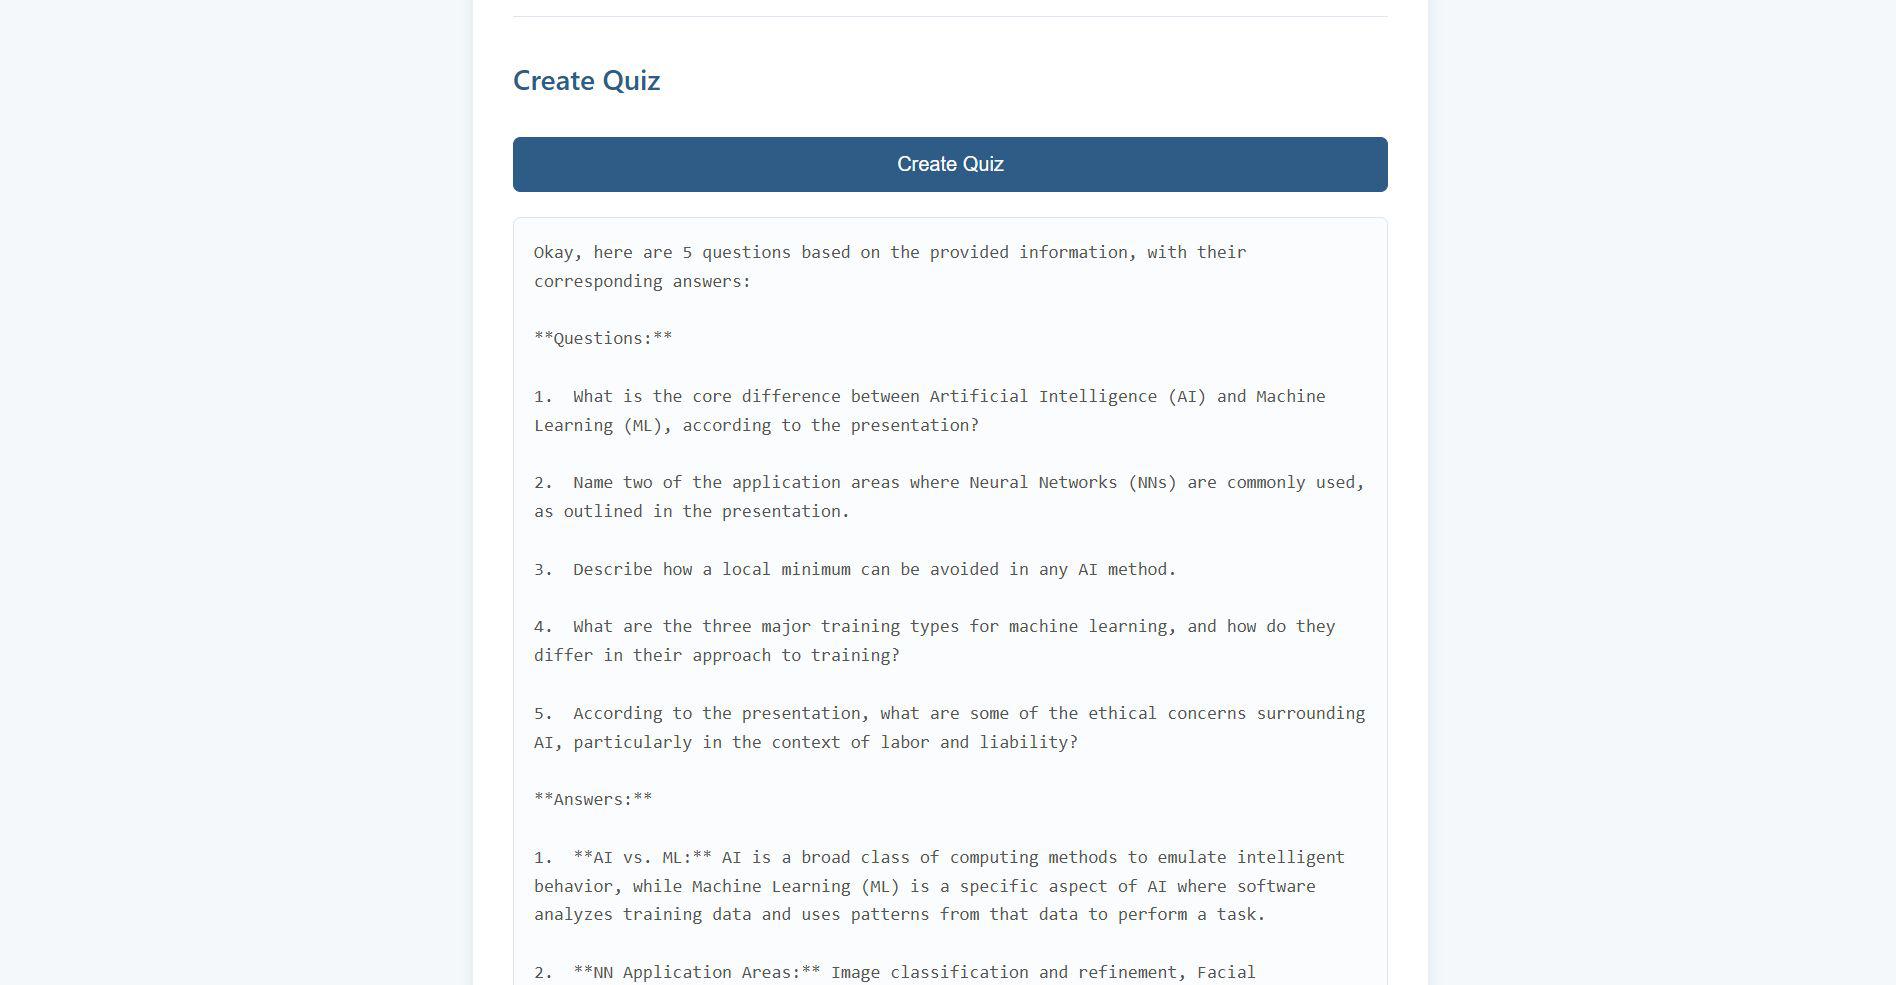 Create Quiz
Create Quiz
Okay, here are 5 questions based on the provided information, with their
corresponding answers:
**Questions:**
1.  What is the core difference between Artificial Intelligence (AI) and Machine
Learning (ML), according to the presentation?
2.  Name two of the application areas where Neural Networks (NNs) are commonly used,
as outlined in the presentation.
3.  Describe how a local minimum can be avoided in any AI method.
4.  What are the three major training types for machine learning, and how do they
differ in their approach to training?
5.  According to the presentation, what are some of the ethical concerns surrounding
AI, particularly in the context of labor and liability?
**Answers:**
1.  **AI vs. ML:** AI is a broad class of computing methods to emulate intelligent
behavior, while Machine Learning (ML) is a specific aspect of AI where software
analyzes training data and uses patterns from that data to perform a task.
2.  **NN Application Areas:** Image classification and refinement, Facial